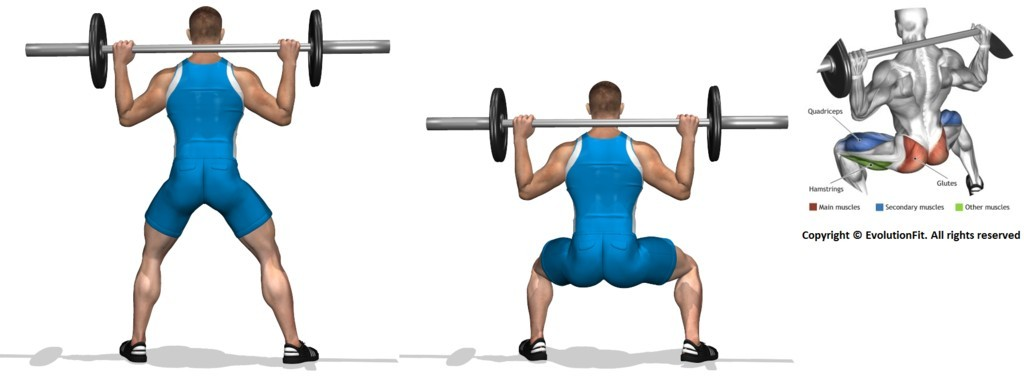 Quadriceps
Hamstrings
Glutes
Main muscles Secondary muscles Other muscles
Copyright © EvolutionFit. All rights reserved